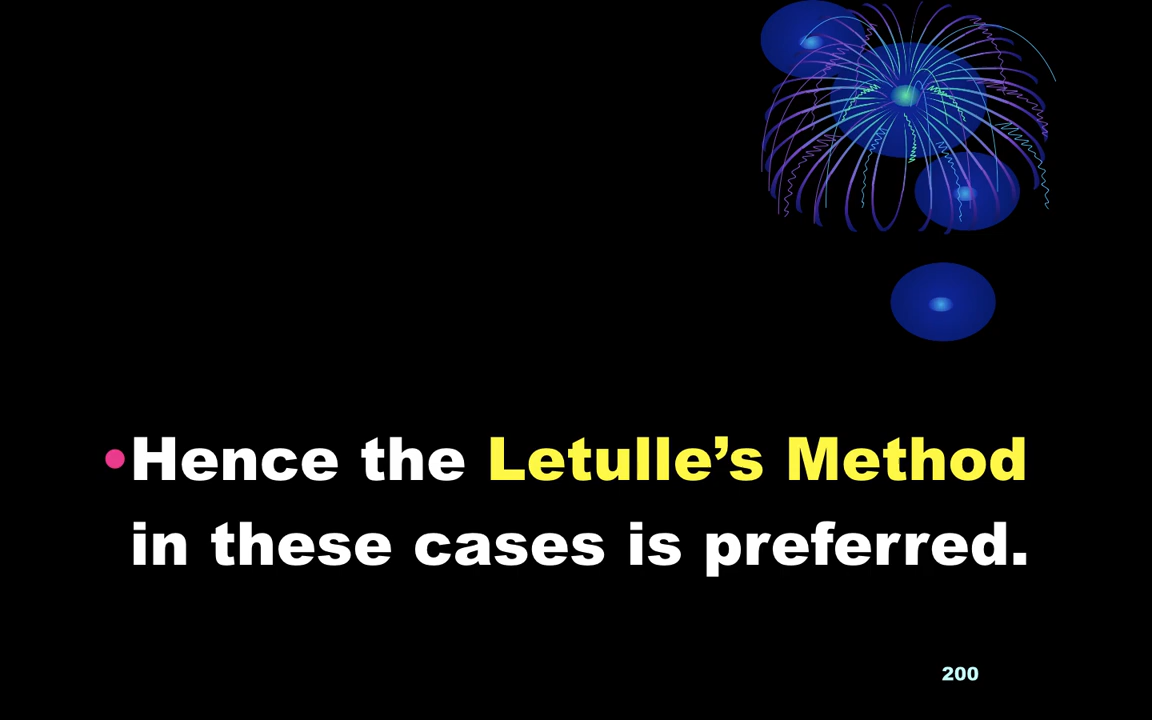 •Hence the Letulle’s Method
in these cases is preferred.
200